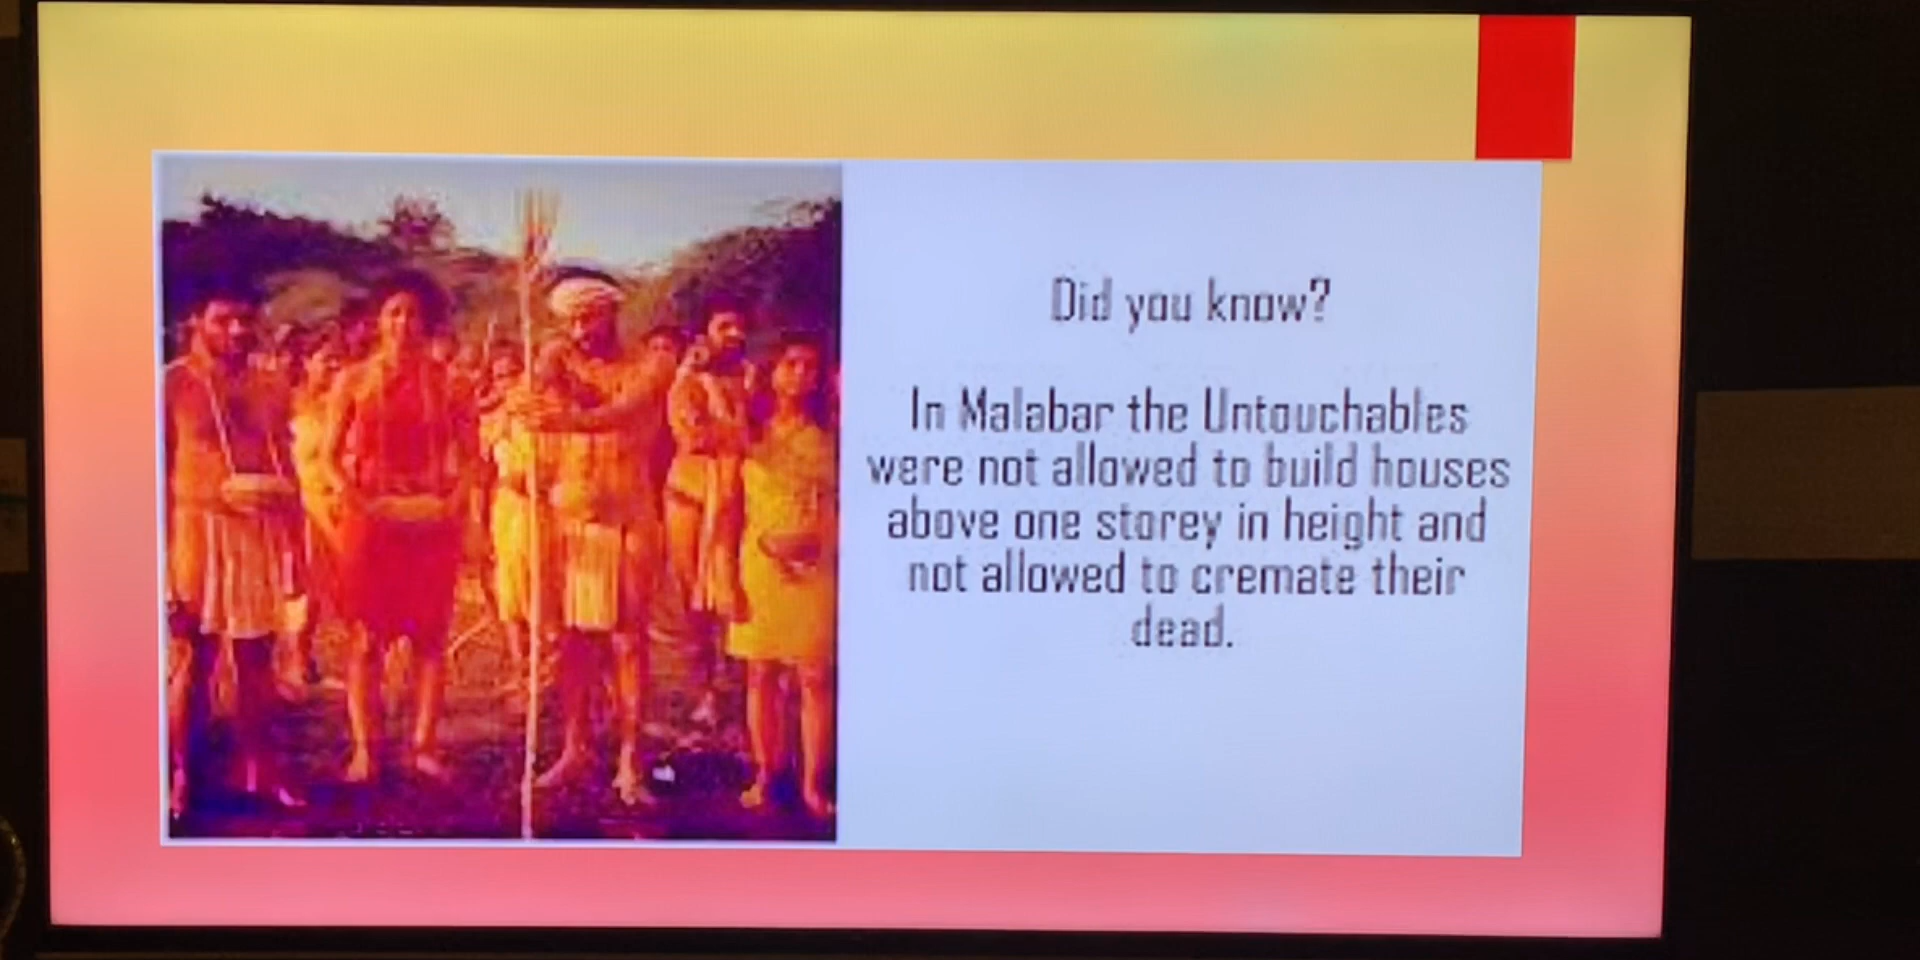 Did you know?
In Malabar the Untouchables
were not allowed to build houses
above one storey in height and
not allowed to cremate their
dead.